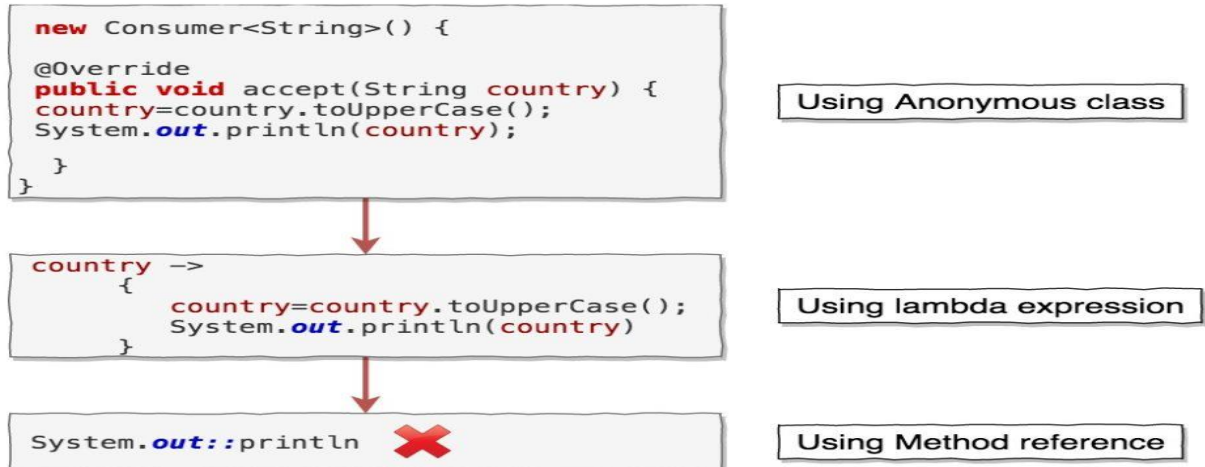 new Consumer<String>() {
@Override
public void accept(String country) {
country=country.toUpperCase();
System.out.println(country);
}
}
Using Anonymous class
country ->
{
country=country.toUpperCase();
System.out.println(country)
}
Using lambda expression
System.out::println
Using Method reference